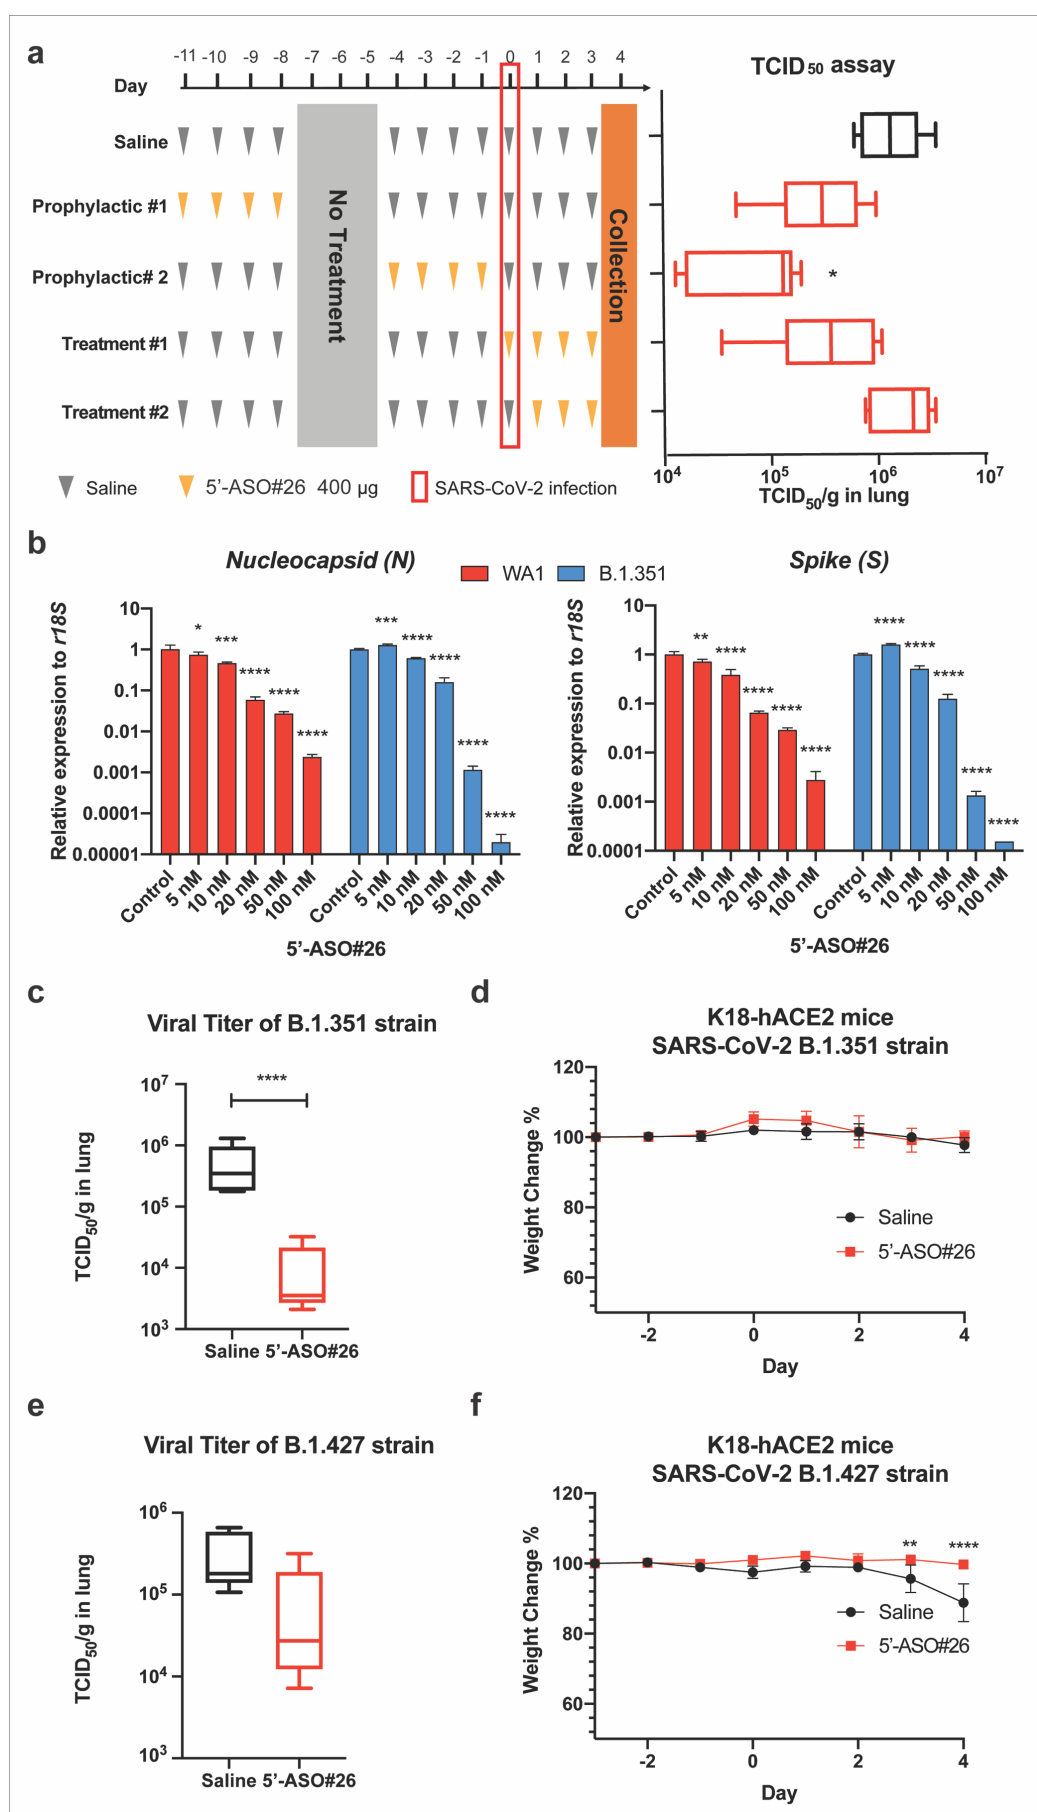 a
-11 -10 -9 -8 -7 -6 -5 -4 -3 -2 -1 0 1 2 3 4
Day
TCID50 assay
Saline
Prophylactic #1
Prophylactic# 2
Treatment #1
Treatment #2
No Treatment
Collection
*
10^4 10^5 10^6 10^7
TCID50/g in lung
Saline 5'-ASO#26 400 µg SARS-CoV-2 infection
b
Nucleocapsid (N)
WA1 B.1.351
Spike (S)
Relative expression to r18S
10
1
0.1
0.01
0.001
0.0001
0.00001
* *** **** **** ****
*** **** **** **** ****
Control 5 nM 10 nM 20 nM 50 nM 100 nM
Control 5 nM 10 nM 20 nM 50 nM 100 nM
5'-ASO#26
Relative expression to r18S
10
1
0.1
0.01
0.001
0.0001
** **** **** **** ****
**** **** **** **** ****
Control 5 nM 10 nM 20 nM 50 nM 100 nM
Control 5 nM 10 nM 20 nM 50 nM 100 nM
5'-ASO#26
c
Viral Titer of B.1.351 strain
TCID50/g in lung
10^7
10^6
10^5
10^4
10^3
****
Saline 5'-ASO#26
d
K18-hACE2 mice
SARS-CoV-2 B.1.351 strain
Weight Change %
120
100
80
60
Saline
5'-ASO#26
-2 0 2 4
Day
e
Viral Titer of B.1.427 strain
TCID50/g in lung
10^6
10^5
10^4
10^3
Saline 5'-ASO#26
f
K18-hACE2 mice
SARS-CoV-2 B.1.427 strain
Weight Change %
120
100
80
60
** ****
Saline
5'-ASO#26
-2 0 2 4
Day